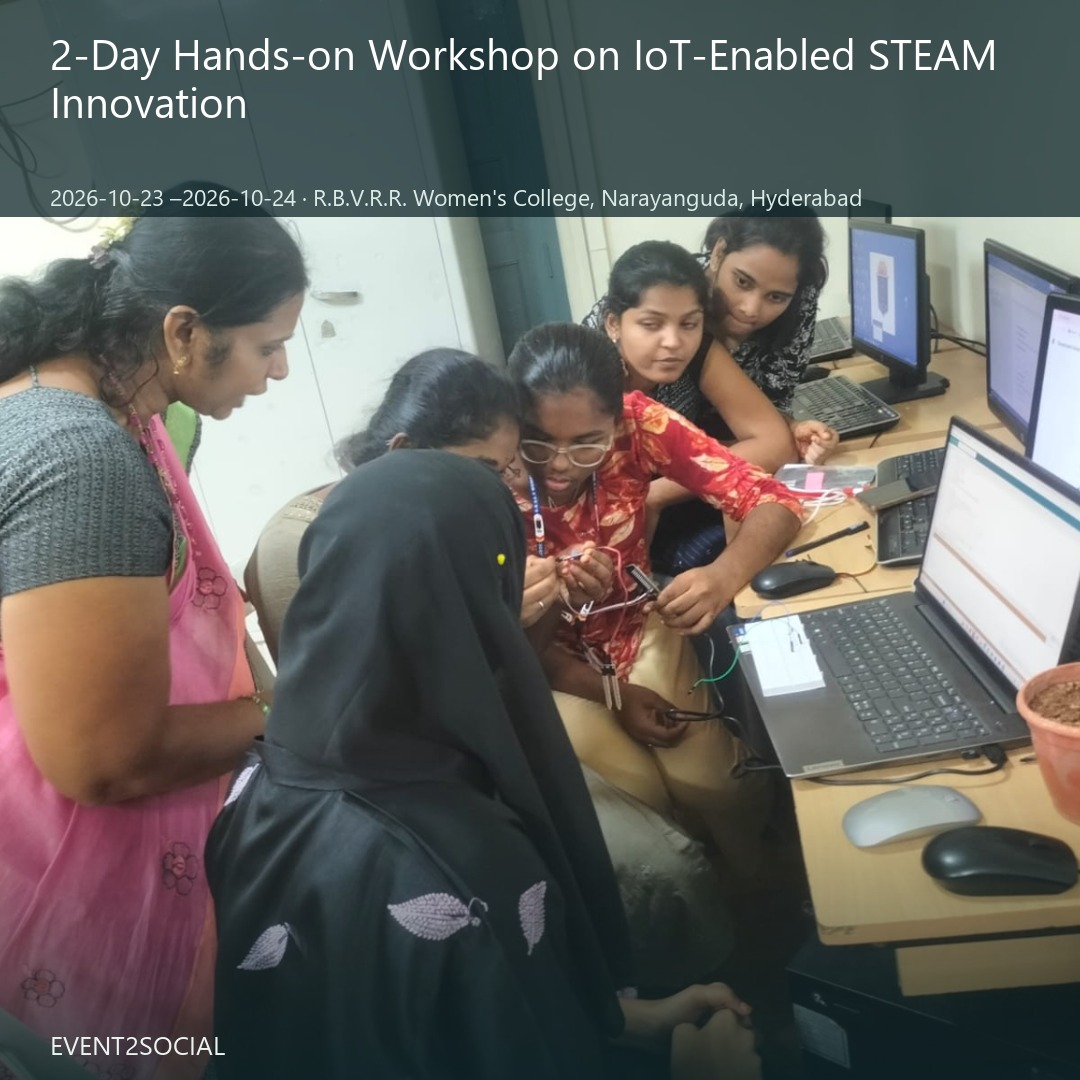 2-Day Hands-on Workshop on IoT-Enabled STEAM
Innovation
2026-10-23 –2026-10-24 · R.B.V.R.R. Women's College, Narayanguda, Hyderabad
EVENT2SOCIAL